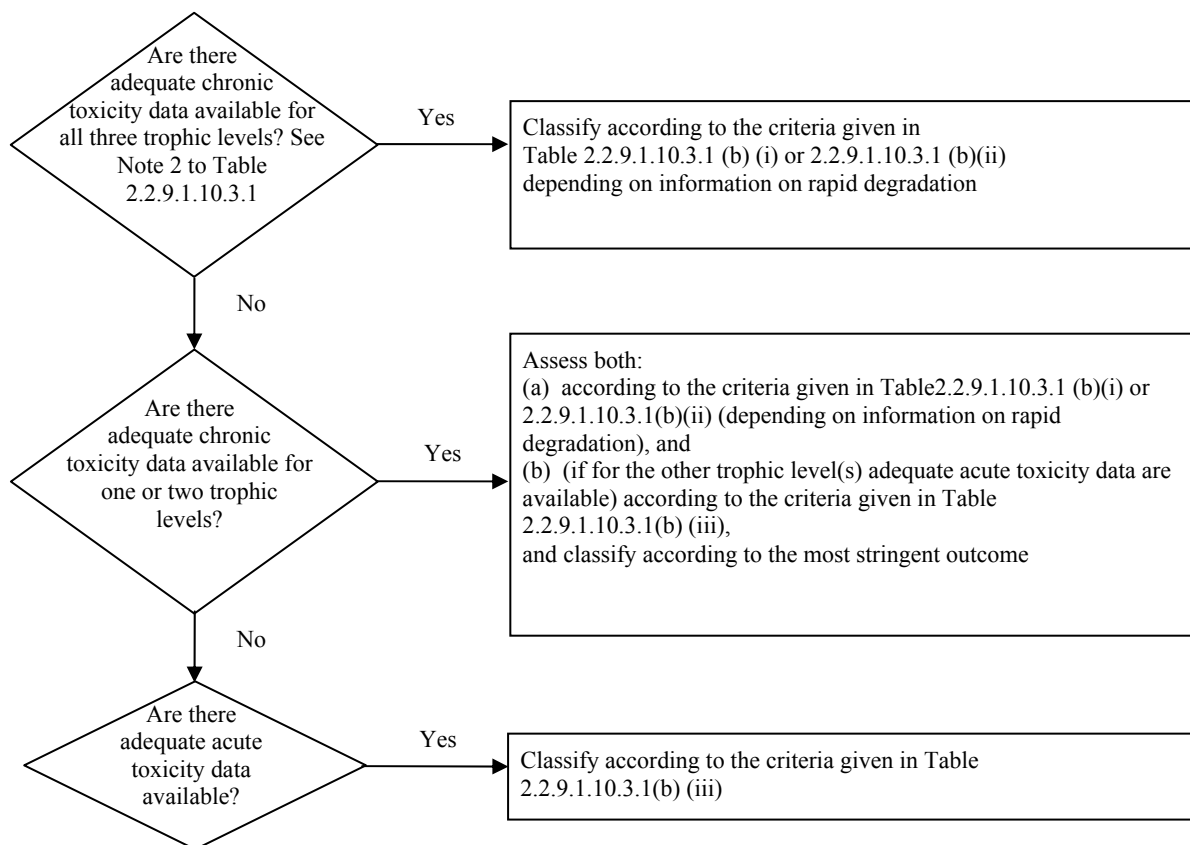 Are there
adequate chronic
toxicity data available for
all three trophic levels? See
Note 2 to Table
2.2.9.1.10.3.1
Yes
Classify according to the criteria given in
Table 2.2.9.1.10.3.1 (b) (i) or 2.2.9.1.10.3.1 (b)(ii)
depending on information on rapid degradation
No
Are there
adequate chronic
toxicity data available for
one or two trophic
levels?
Yes
Assess both:
(a) according to the criteria given in Table2.2.9.1.10.3.1 (b)(i) or
2.2.9.1.10.3.1(b)(ii) (depending on information on rapid
degradation), and
(b) (if for the other trophic level(s) adequate acute toxicity data are
available) according to the criteria given in Table
2.2.9.1.10.3.1(b) (iii),
and classify according to the most stringent outcome
No
Are there
adequate acute
toxicity data
available?
Yes
Classify according to the criteria given in Table
2.2.9.1.10.3.1(b) (iii)